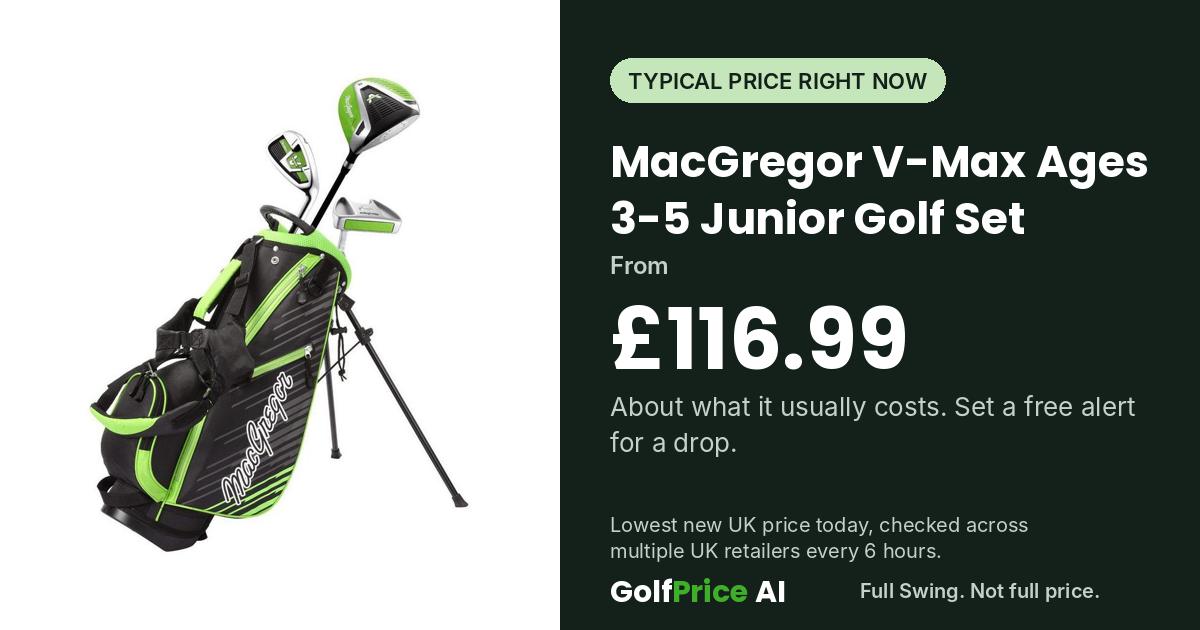 TYPICAL PRICE RIGHT NOW
MacGregor V-Max Ages
3-5 Junior Golf Set
From
£116.99
About what it usually costs. Set a free alert
for a drop.
Lowest new UK price today, checked across
multiple UK retailers every 6 hours.
GolfPrice AI
Full Swing. Not full price.
MacGregor
MacGregor